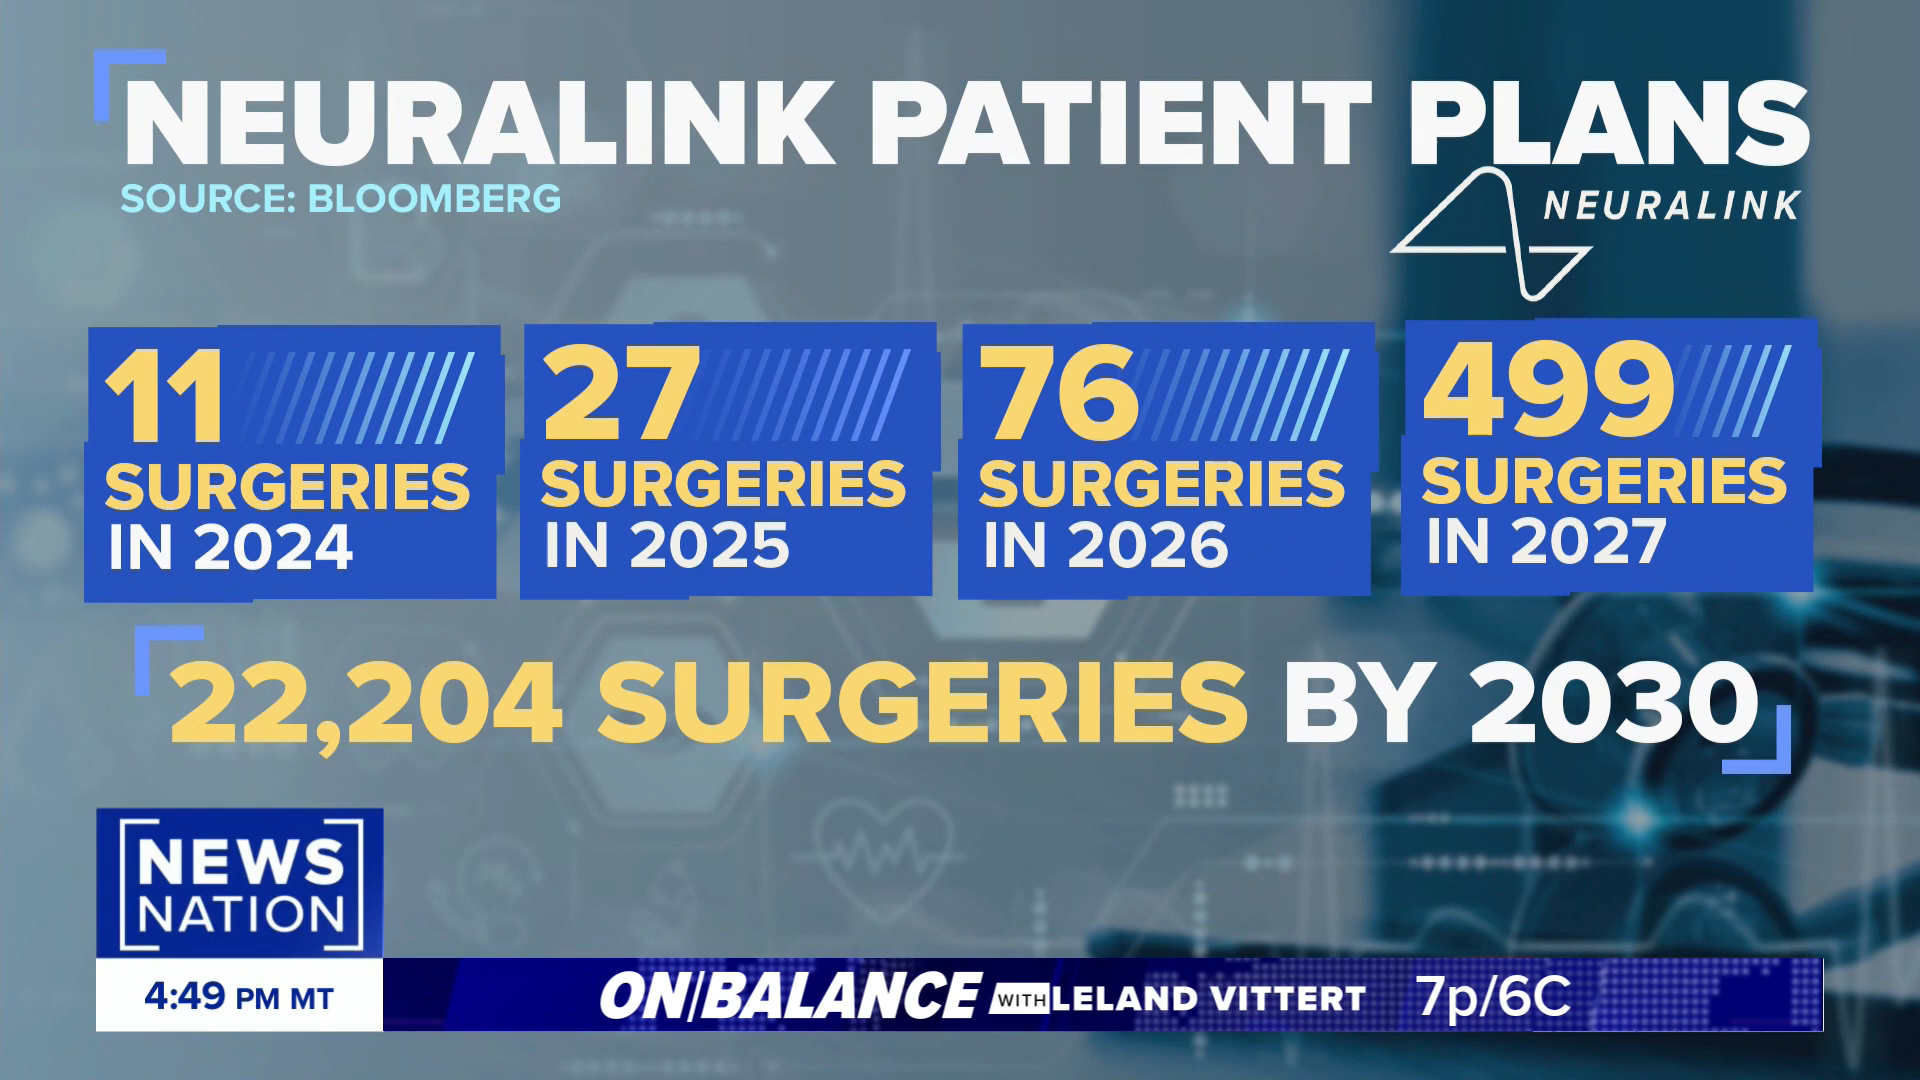 NEURALINK PATIENT PLANS
SOURCE: BLOOMBERG
NEURALINK
11
SURGERIES
IN 2024
27
SURGERIES
IN 2025
76
SURGERIES
IN 2026
499
SURGERIES
IN 2027
22,204 SURGERIES BY 2030
NEWS
NATION
4:49 PM MT
ON/BALANCE WITH LELAND VITTERT 7p/6C